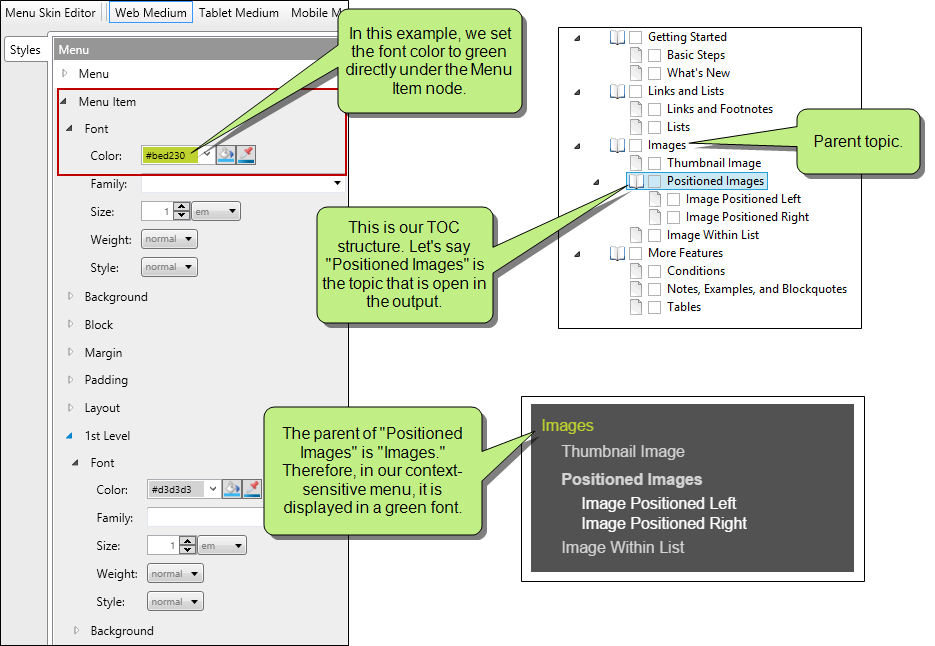 Menu Skin Editor
Web Medium
Tablet Medium
Mobile M
Styles
Menu
Menu
Menu Item
Font
Color:
#bed230
Family:
Size:
1
em
Weight:
normal
Style:
normal
Background
Block
Margin
Padding
Layout
1st Level
Font
Color:
#d3d3d3
Family:
Size:
1
em
Weight:
normal
Style:
normal
Background
In this example, we set
the font color to green
directly under the Menu
Item node.
This is our TOC
structure. Let's say
"Positioned Images" is
the topic that is open in
the output.
The parent of "Positioned
Images" is "Images."
Therefore, in our context-
sensitive menu, it is
displayed in a green font.
Getting Started
Basic Steps
What's New
Links and Lists
Links and Footnotes
Lists
Images
Thumbnail Image
Positioned Images
Image Positioned Left
Image Positioned Right
Image Within List
More Features
Conditions
Notes, Examples, and Blockquotes
Tables
Parent topic.
Images
Thumbnail Image
Positioned Images
Image Positioned Left
Image Positioned Right
Image Within List